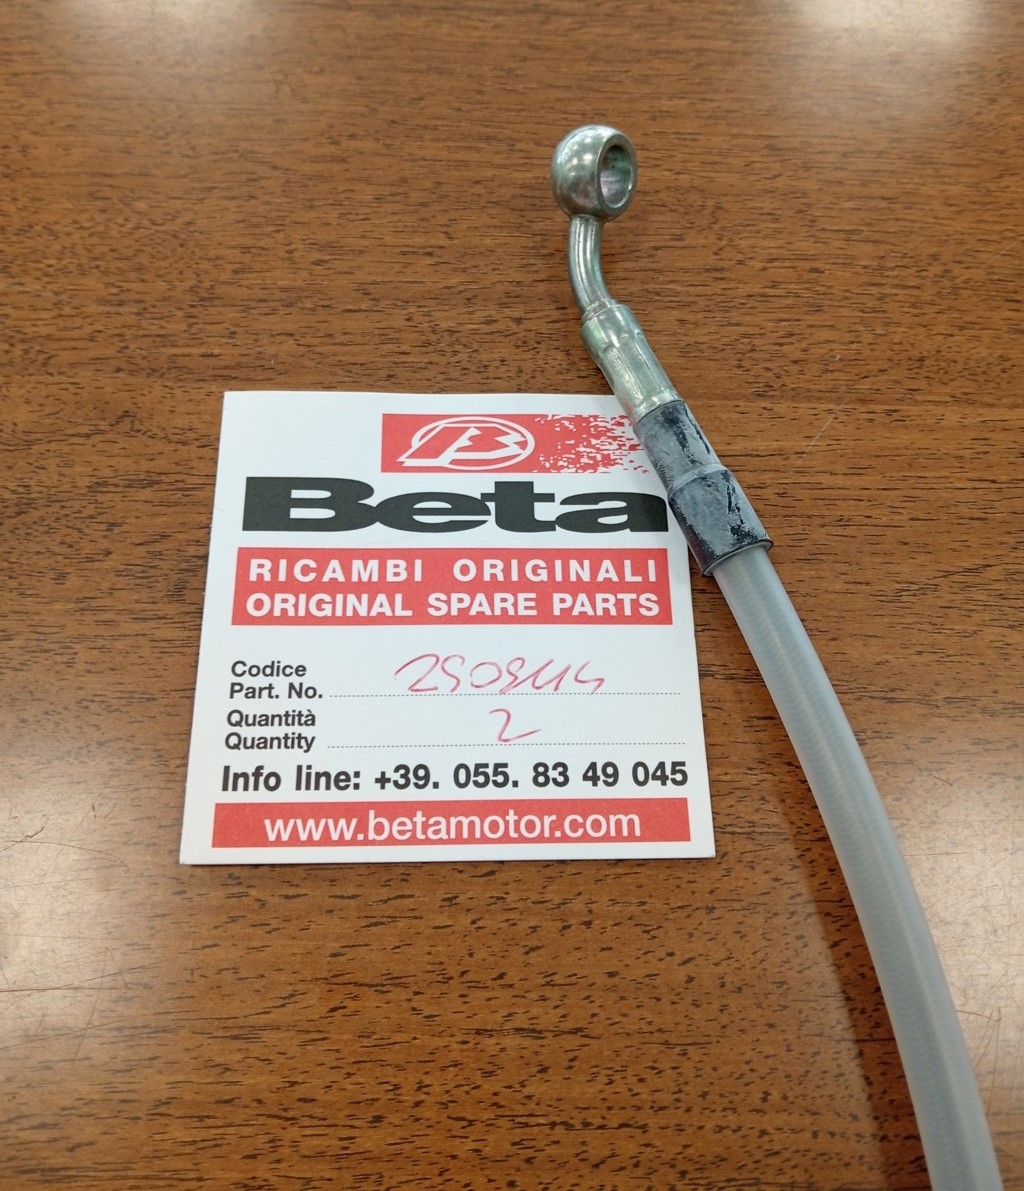 Beta
RICAMBI ORIGINALI
ORIGINAL SPARE PARTS
Codice
Part. No.
Quantità 2
Quantity
Info line: +39. 055. 83 49 045
www.betamotor.com